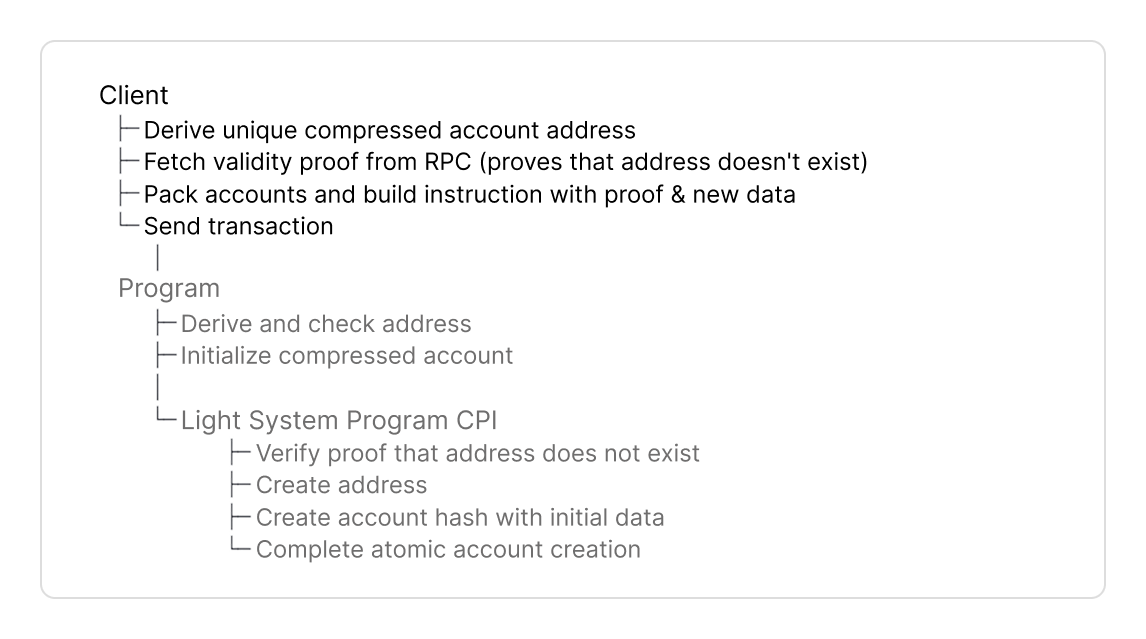 Client
├─ Derive unique compressed account address
├─ Fetch validity proof from RPC (proves that address doesn't exist)
├─ Pack accounts and build instruction with proof & new data
└─ Send transaction
│
Program
├─ Derive and check address
├─ Initialize compressed account
│
└─ Light System Program CPI
├─ Verify proof that address does not exist
├─ Create address
├─ Create account hash with initial data
└─ Complete atomic account creation